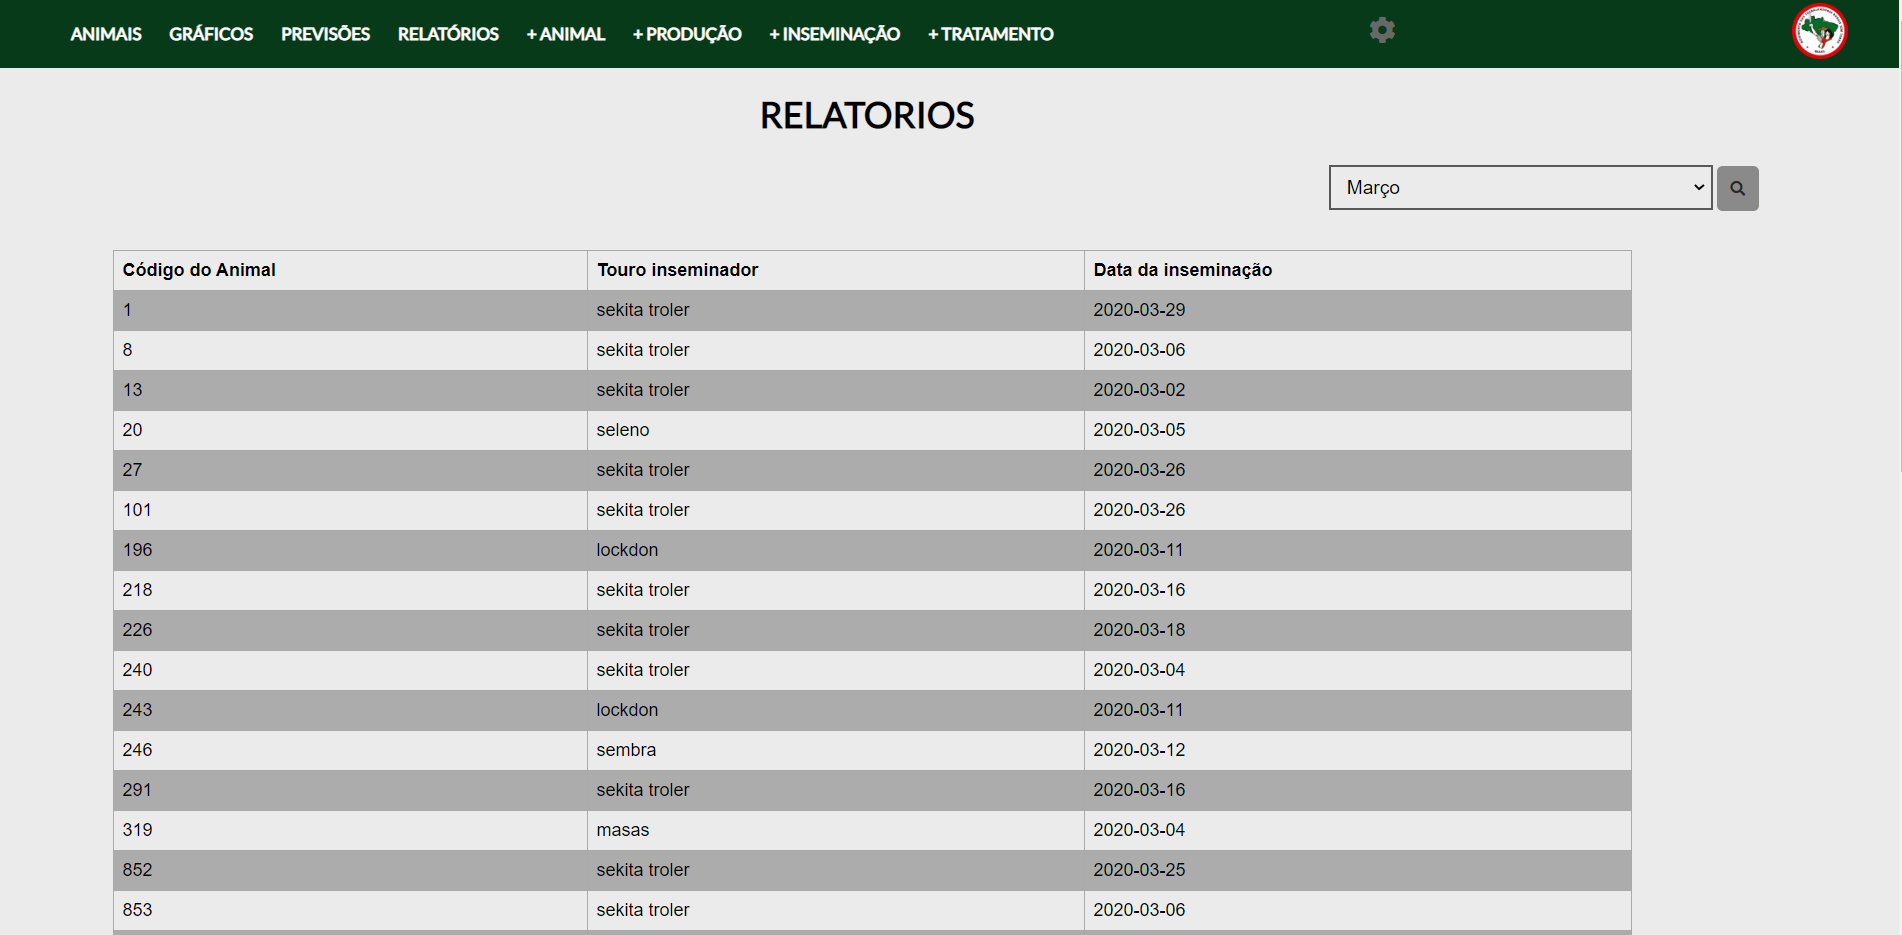 ANIMAIS GRÁFICOS PREVISÕES RELATÓRIOS + ANIMAL + PRODUÇÃO + INSEMINAÇÃO + TRATAMENTO
RELATORIOS
Março
Código do Animal Touro inseminador Data da inseminação
1 sekita troler 2020-03-29
8 sekita troler 2020-03-06
13 sekita troler 2020-03-02
20 seleno 2020-03-05
27 sekita troler 2020-03-26
101 sekita troler 2020-03-26
196 lockdon 2020-03-11
218 sekita troler 2020-03-16
226 sekita troler 2020-03-18
240 sekita troler 2020-03-04
243 lockdon 2020-03-11
246 sembra 2020-03-12
291 sekita troler 2020-03-16
319 masas 2020-03-04
852 sekita troler 2020-03-25
853 sekita troler 2020-03-06